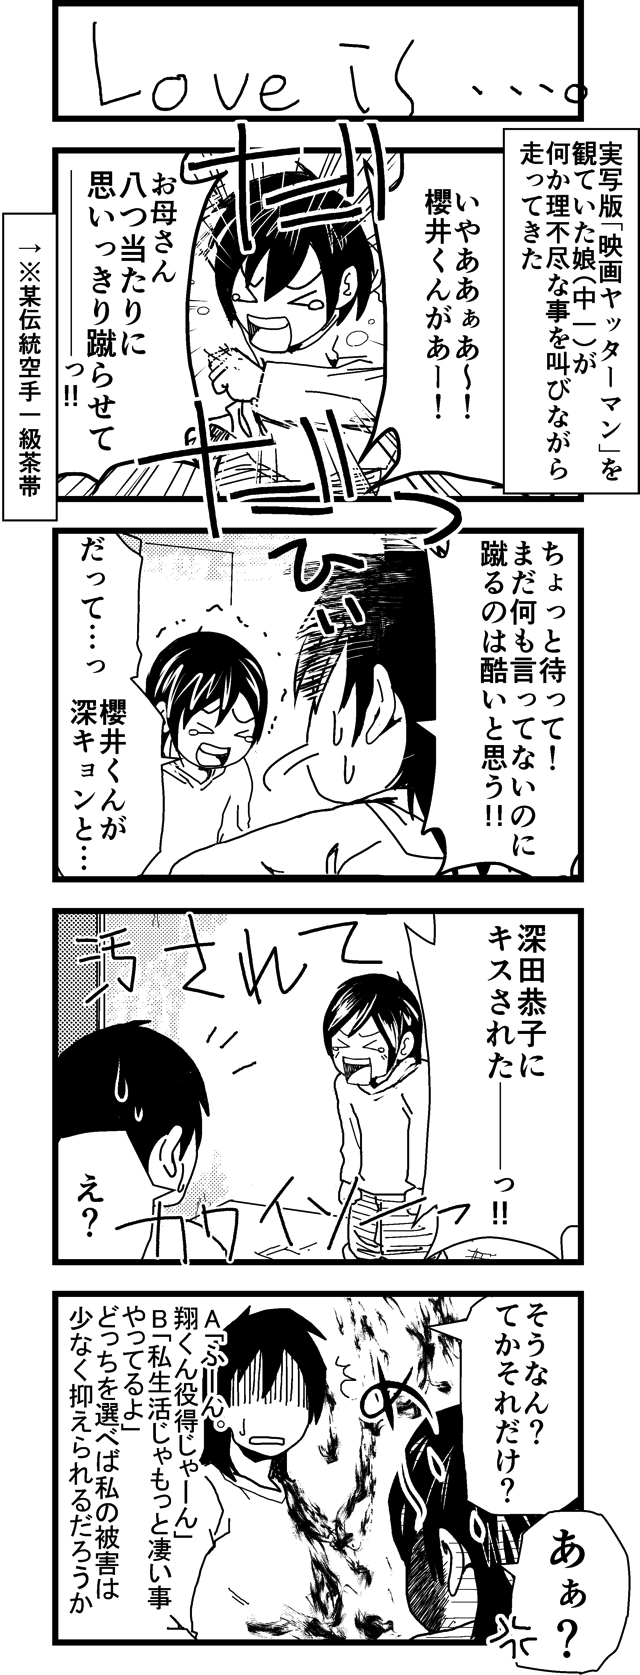 Love is ...。
実写版「映画ヤッターマン」を
観ていた娘(中一)が
何か理不尽な事を叫びながら
走ってきた
いやああぁあ～!
櫻井くんがあー!
お母さん
八つ当たりに
思いっきり蹴らせて
――っ!!
→※某伝統空手一級茶帯
ちょっと待って!
まだ何も言ってないのに
蹴るのは酷いと思う!!
ひいっ
だって…っ
櫻井くんが
深キョンと…
深田恭子に
キスされた
――っ!!
汚されて
カワイソーっ
え?
そうなん?
てかそれだけ?
あぁ?
A「ふーん。
翔くん役得じゃーん」
B「私生活じゃもっと凄い事
やってるよ」
どっちを選べば私の被害は
少なく抑えられるだろうか